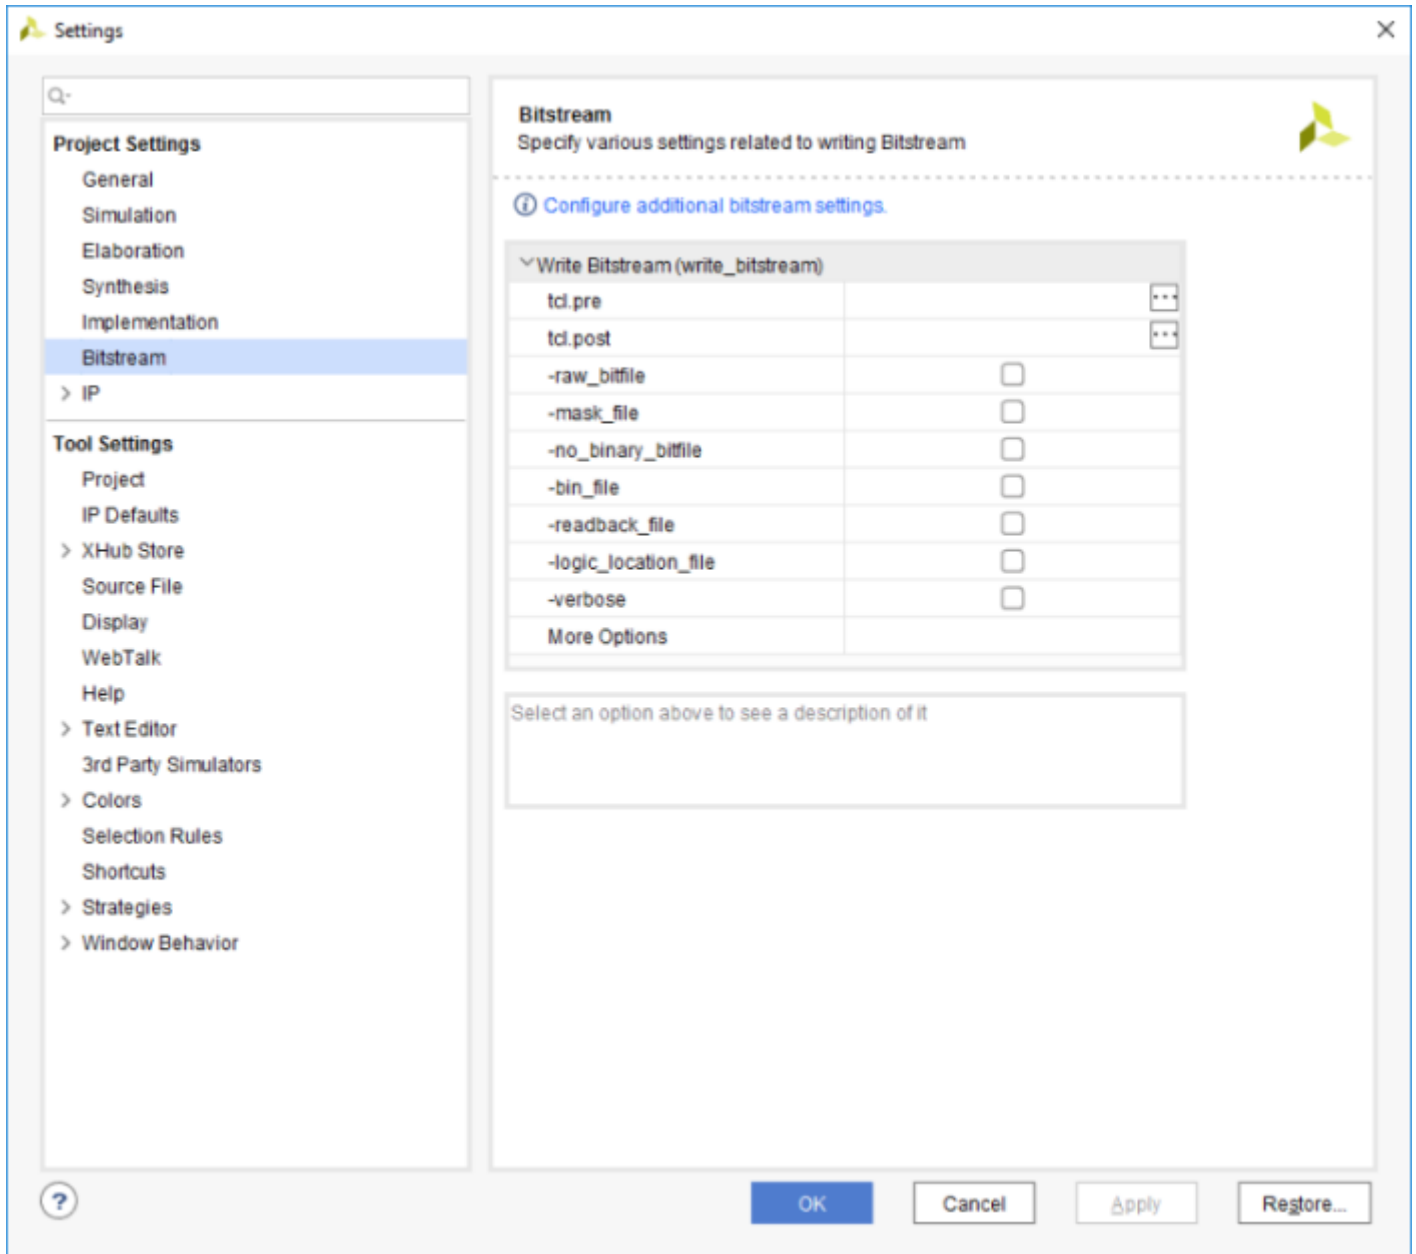 Settings
Project Settings
General
Simulation
Elaboration
Synthesis
Implementation
Bitstream
IP
Tool Settings
Project
IP Defaults
XHub Store
Source File
Display
WebTalk
Help
Text Editor
3rd Party Simulators
Colors
Selection Rules
Shortcuts
Strategies
Window Behavior
Bitstream
Specify various settings related to writing Bitstream
Configure additional bitstream settings.
Write Bitstream (write_bitstream)
tcl.pre
...
tcl.post
...
-raw_bitfile
-mask_file
-no_binary_bitfile
-bin_file
-readback_file
-logic_location_file
-verbose
More Options
Select an option above to see a description of it
?
OK
Cancel
Apply
Restore...